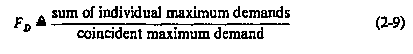 F_D ≜ sum of individual maximum demands / coincident maximum demand (2-9)